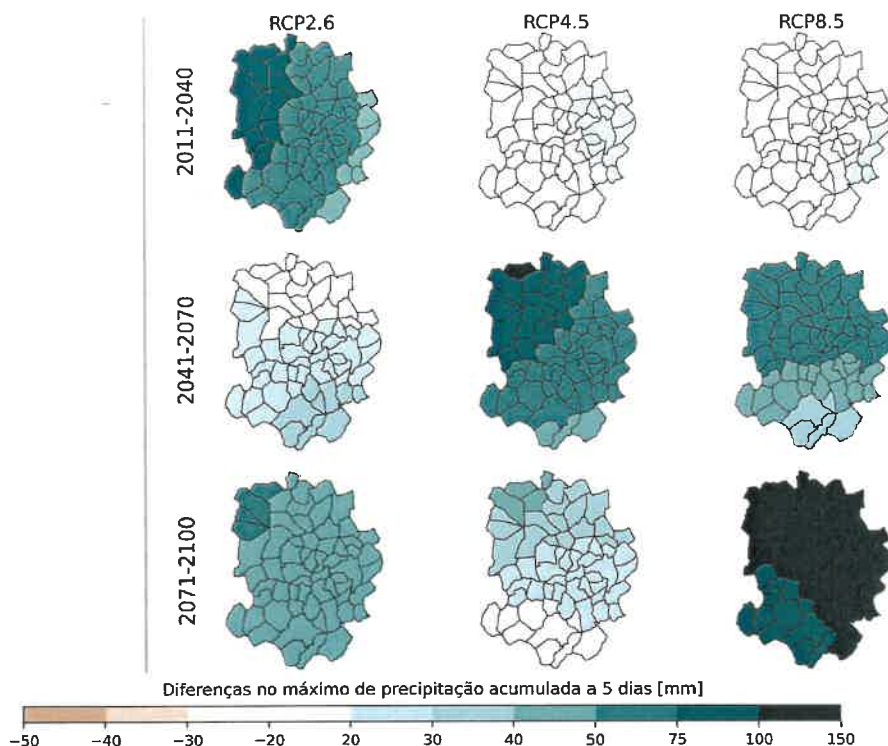 RCP2.6
RCP4.5
RCP8.5
2011-2040
2041-2070
2071-2100
Diferenças no máximo de precipitação acumulada a 5 dias [mm]
−50 −40 −30 −20 20 30 40 50 75 100 150